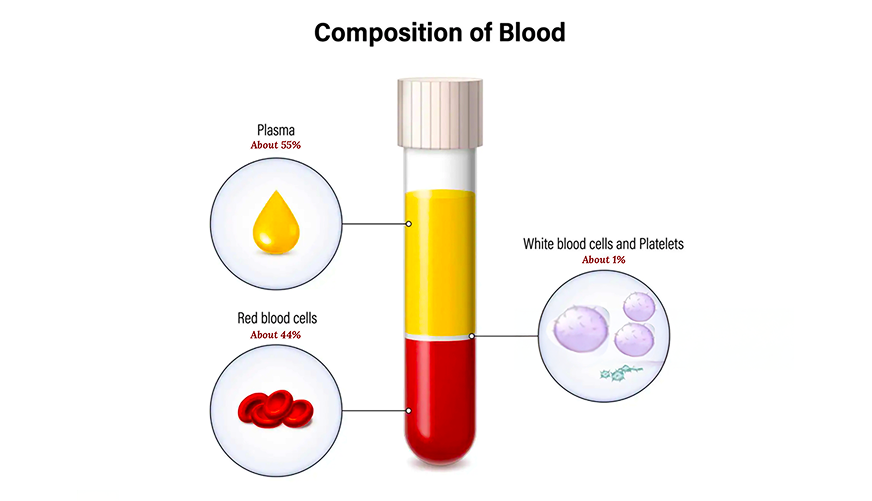 Composition of Blood
Plasma
About 55%
White blood cells and Platelets
About 1%
Red blood cells
About 44%